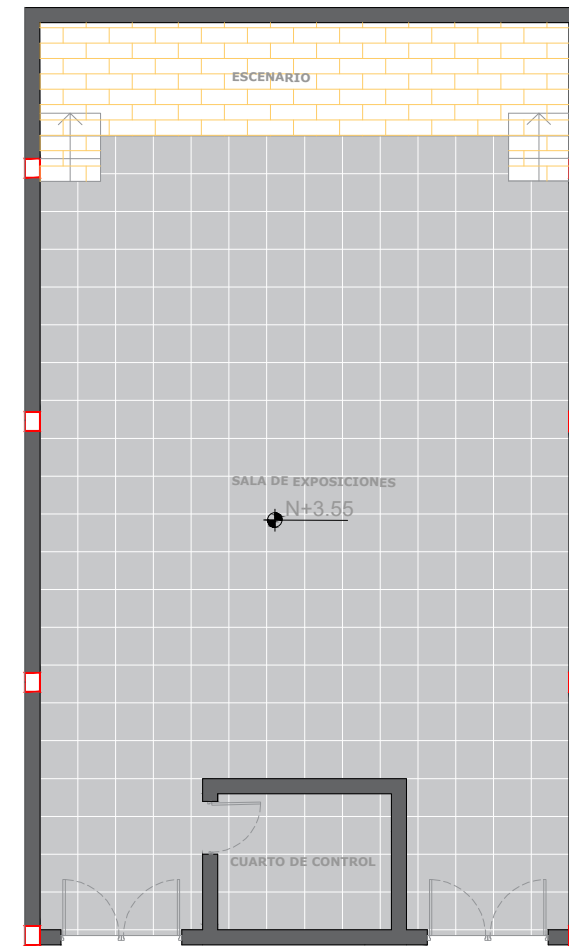 ESCENARIO
SALA DE EXPOSICIONES
N+3.55
CUARTO DE CONTROL